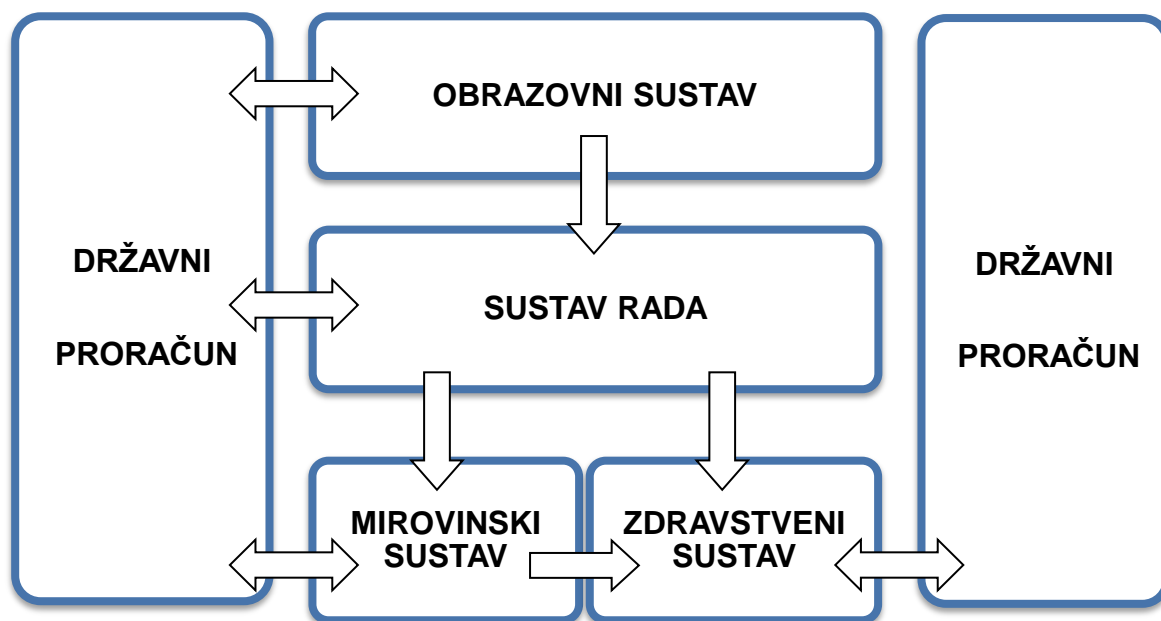 OBRAZOVNI SUSTAV
DRŽAVNI
PRORAČUN
SUSTAV RADA
DRŽAVNI
PRORAČUN
MIROVINSKI
SUSTAV
ZDRAVSTVENI
SUSTAV